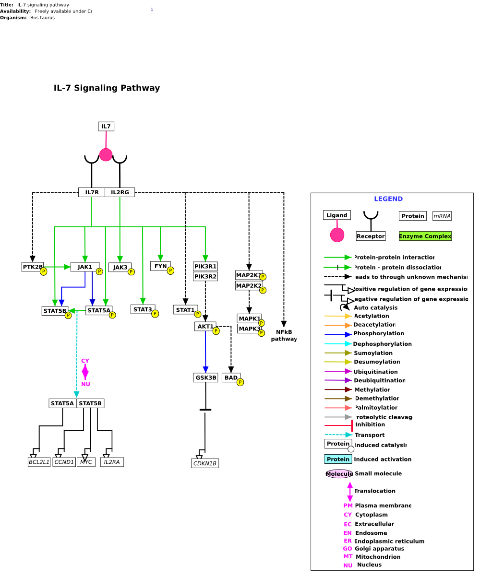 Title: IL-7 signaling pathway
Availability: Freely available under CC
Organism: Bos taurus
IL-7 Signaling Pathway
IL7
IL7R IL2RG
PTK2B
P
JAK1
P
JAK3
P
FYN
P
PIK3R1
PIK3R2
MAP2K1
P
MAP2K2
P
STAT5B
P
STAT5A
P
STAT3
P
STAT1
P
AKT1
P
MAPK1
P
MAPK3
P
NFkB
pathway
CY
NU
GSK3B
BAD
P
STAT5A STAT5B
BCL2L1 CCND1 MYC IL2RA
CDKN1B
LEGEND
Ligand
Receptor
Protein
mRNA
Enzyme Complex
Protein-protein interaction
Protein - protein dissociation
Leads to through unknown mechanism
Positive regulation of gene expression
Negative regulation of gene expression
Auto catalysis
Acetylation
Deacetylation
Phosphorylation
Dephosphorylation
Sumoylation
Desumoylation
Ubiquitination
Deubiquitination
Methylation
Demethylation
Palmitoylation
Proteolytic cleavage
Inhibition
Transport
Protein Induced catalysis
Protein Induced activation
Molecule Small molecule
Translocation
PM Plasma membrane
CY Cytoplasm
EC Extracellular
EN Endosome
ER Endoplasmic reticulum
GO Golgi apparatus
MT Mitochondrion
NU Nucleus